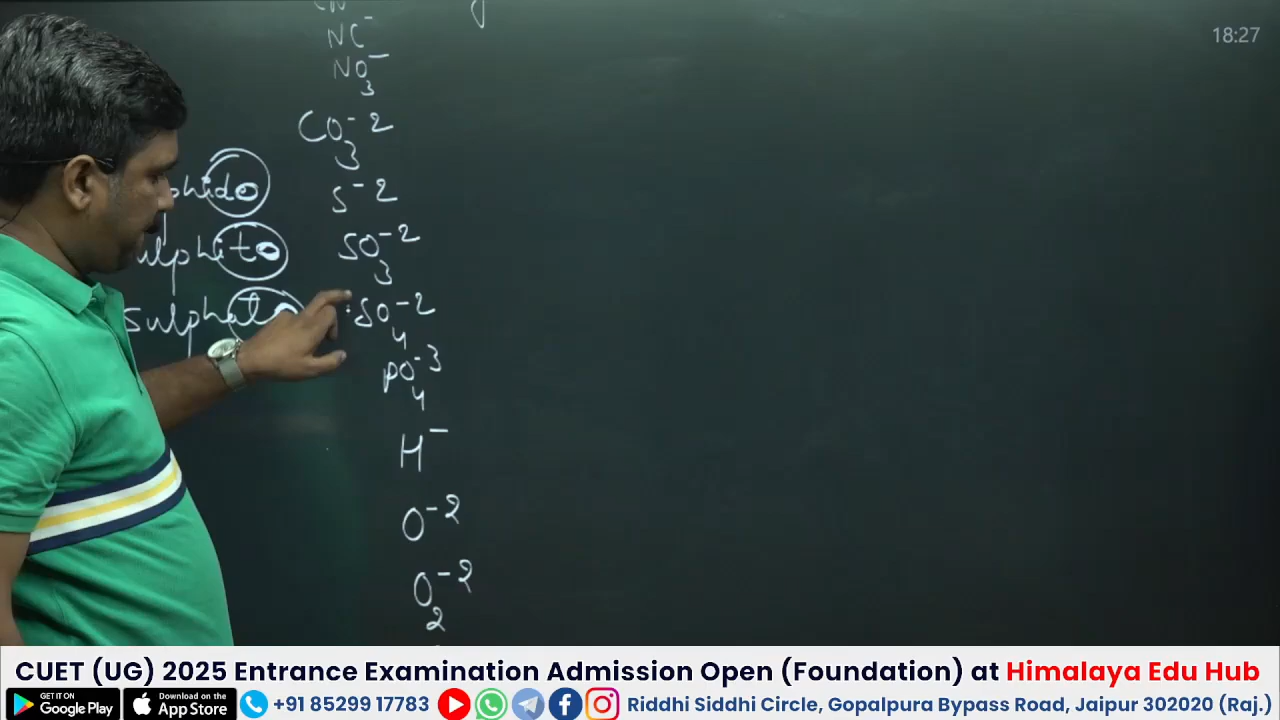 18:27
NC⁻
NO₃⁻
CO₃⁻²
phido S⁻²
ulphito SO₃⁻²
Sulphato SO₄⁻²
PO₄⁻³
H⁻
O⁻²
O₂⁻²
CUET (UG) 2025 Entrance Examination Admission Open (Foundation) at Himalaya Edu Hub
GET IT ON Google Play Download on the App Store +91 85299 17783 Riddhi Siddhi Circle, Gopalpura Bypass Road, Jaipur 302020 (Raj.)